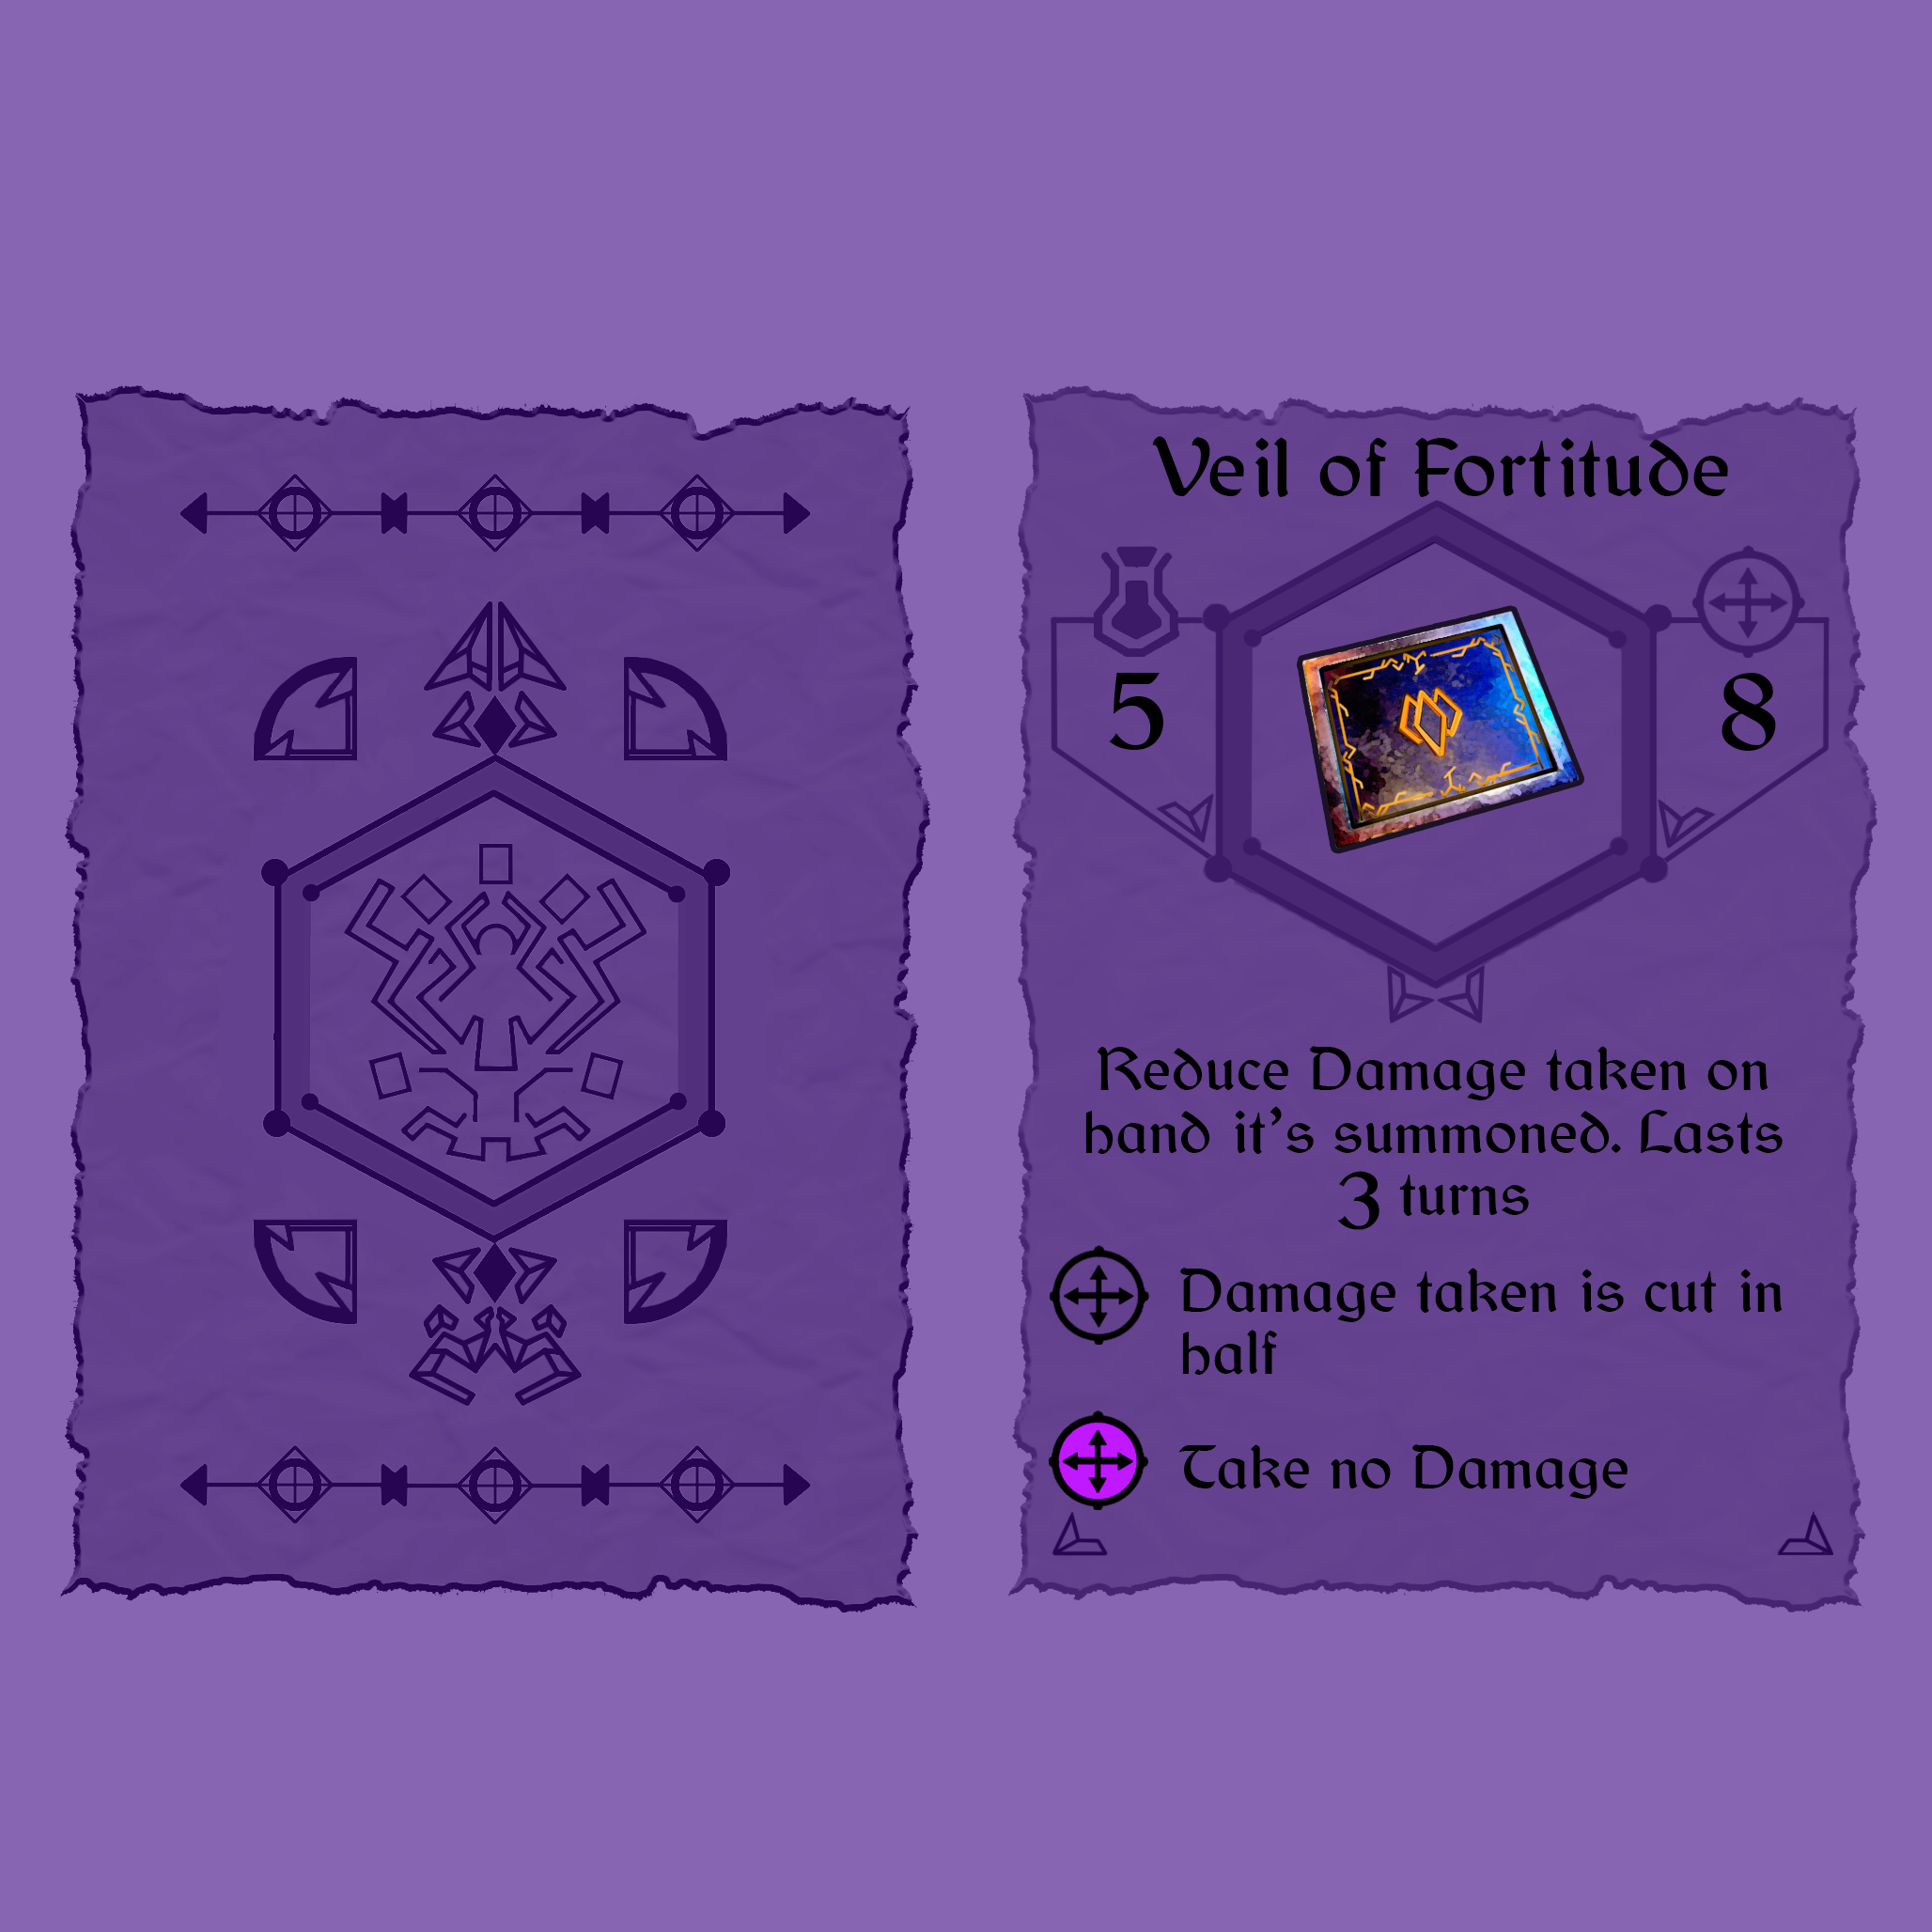 Veil of Fortitude
5
8
Reduce Damage taken on
hand it's summoned. Lasts
3 turns
Damage taken is cut in
half
Take no Damage